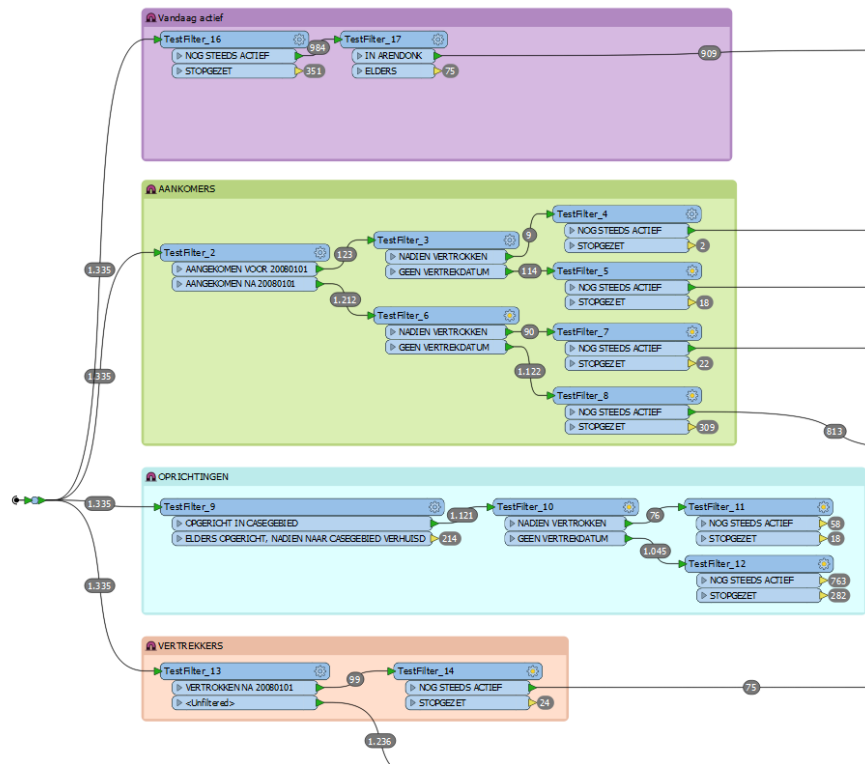 Vandaag actief
TestFilter_16
NOG STEEDS ACTIEF
984
STOPGEZET
351
TestFilter_17
IN ARENDONK
909
ELDERS
75
AANKOMERS
TestFilter_2
AANGEKOMEN VOOR 20080101
123
AANGEKOMEN NA 20080101
1.212
TestFilter_3
NADIEN VERTROKKEN
9
GEEN VERTREKDATUM
114
TestFilter_4
NOG STEEDS ACTIEF
STOPGEZET
2
TestFilter_5
NOG STEEDS ACTIEF
STOPGEZET
18
TestFilter_6
NADIEN VERTROKKEN
90
GEEN VERTREKDATUM
1.122
TestFilter_7
NOG STEEDS ACTIEF
STOPGEZET
22
TestFilter_8
NOG STEEDS ACTIEF
813
STOPGEZET
309
1.335
1.335
1.335
1.335
OPRICHTINGEN
TestFilter_9
OPGERICHT IN CASEGEBIED
1.121
ELDERS OPGERICHT, NADIEN NAAR CASEGEBIED VERHUISD
214
TestFilter_10
NADIEN VERTROKKEN
76
GEEN VERTREKDATUM
1.045
TestFilter_11
NOG STEEDS ACTIEF
58
STOPGEZET
18
TestFilter_12
NOG STEEDS ACTIEF
763
STOPGEZET
282
VERTREKKERS
TestFilter_13
VERTROKKEN NA 20080101
99
<Unfiltered>
1.236
TestFilter_14
NOG STEEDS ACTIEF
75
STOPGEZET
24